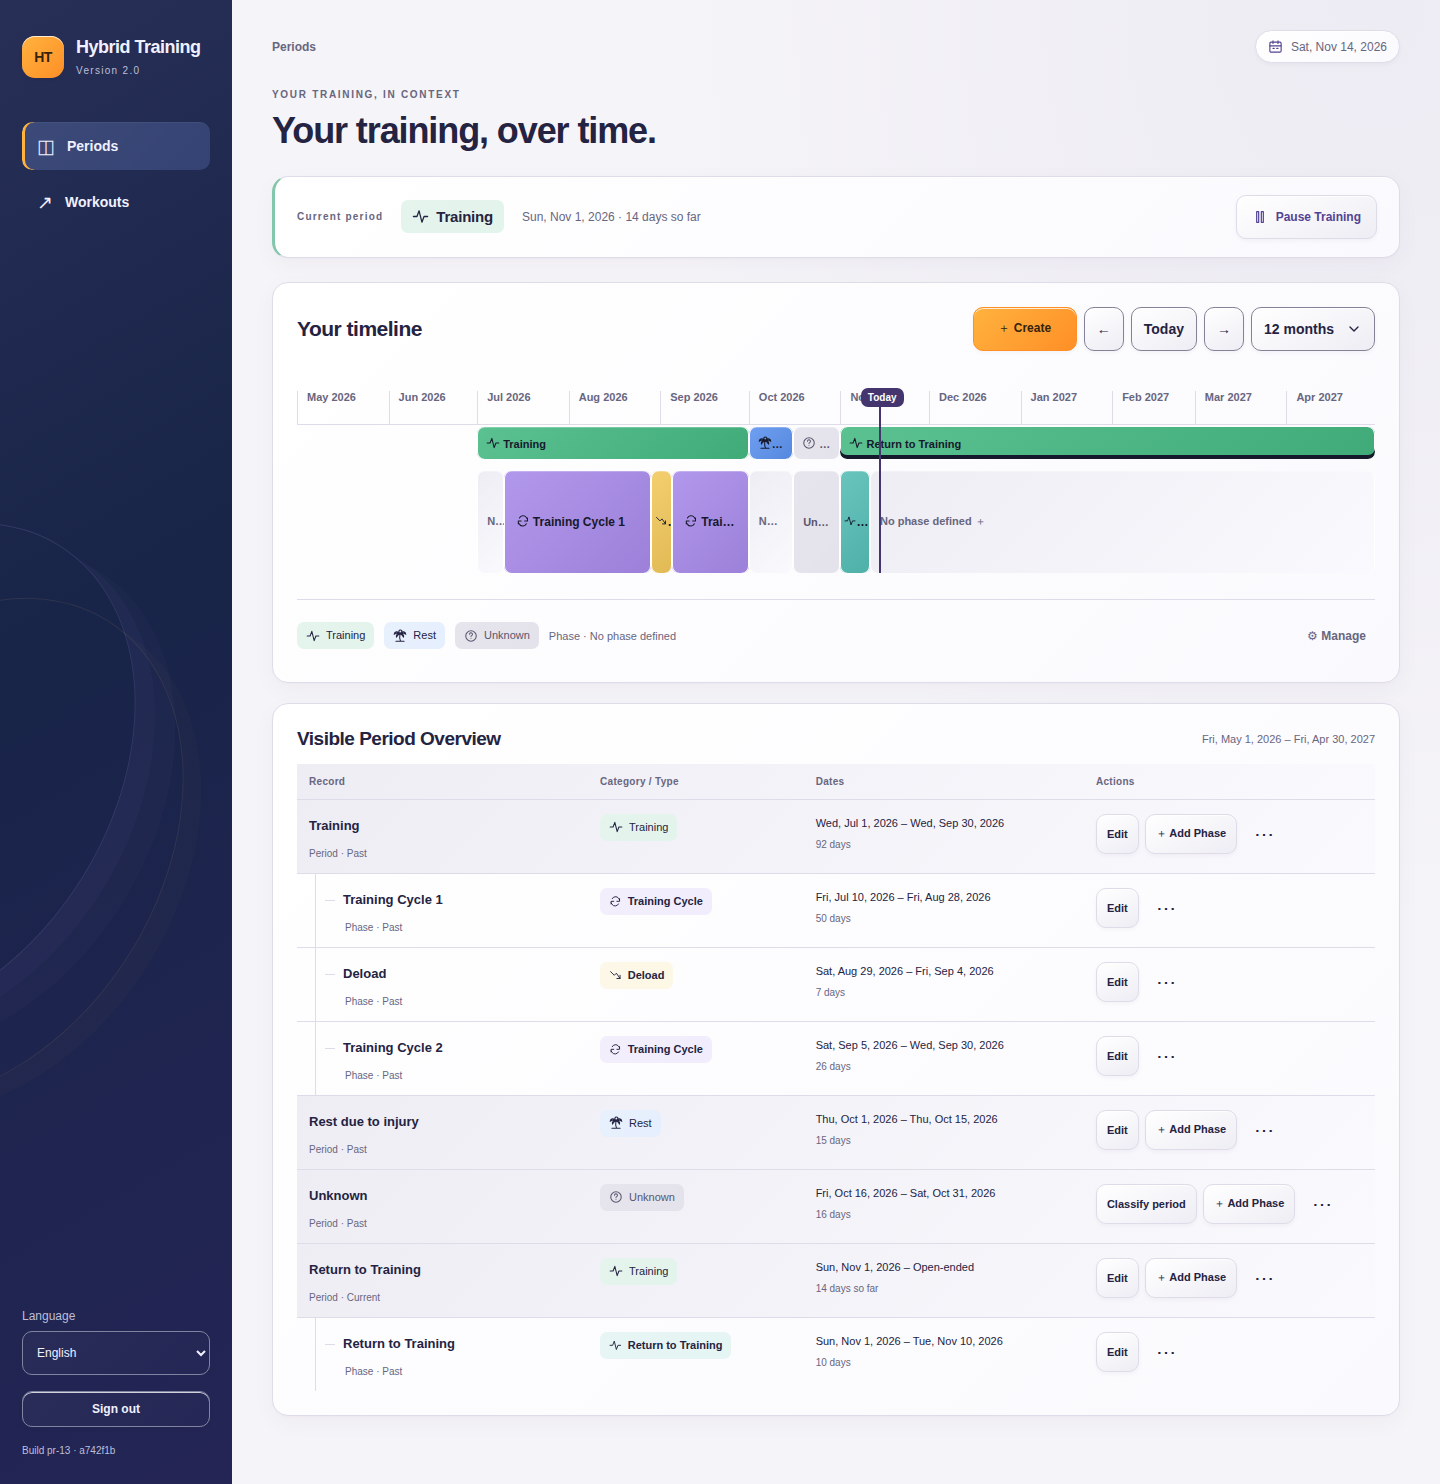 HT
Hybrid Training
Version 2.0
Periods
Workouts
Language
English
Sign out
Build pr-13 · a742f1b
Periods
Sat, Nov 14, 2026
YOUR TRAINING, IN CONTEXT
Your training, over time.
Current period
Training
Sun, Nov 1, 2026 · 14 days so far
Pause Training
Your timeline
+ Create
←
Today
→
12 months
May 2026
Jun 2026
Jul 2026
Aug 2026
Sep 2026
Oct 2026
No
Today
Dec 2026
Jan 2027
Feb 2027
Mar 2027
Apr 2027
Training
...
...
Return to Training
N...
Training Cycle 1
.
Trai...
N...
Un...
...
No phase defined +
Training
Rest
Unknown
Phase · No phase defined
⚙ Manage
Visible Period Overview
Fri, May 1, 2026 – Fri, Apr 30, 2027
Record
Category / Type
Dates
Actions
Training
Period · Past
Training
Wed, Jul 1, 2026 – Wed, Sep 30, 2026
92 days
Edit
+ Add Phase
...
Training Cycle 1
Phase · Past
Training Cycle
Fri, Jul 10, 2026 – Fri, Aug 28, 2026
50 days
Edit
...
Deload
Phase · Past
Deload
Sat, Aug 29, 2026 – Fri, Sep 4, 2026
7 days
Edit
...
Training Cycle 2
Phase · Past
Training Cycle
Sat, Sep 5, 2026 – Wed, Sep 30, 2026
26 days
Edit
...
Rest due to injury
Period · Past
Rest
Thu, Oct 1, 2026 – Thu, Oct 15, 2026
15 days
Edit
+ Add Phase
...
Unknown
Period · Past
Unknown
Fri, Oct 16, 2026 – Sat, Oct 31, 2026
16 days
Classify period
+ Add Phase
...
Return to Training
Period · Current
Training
Sun, Nov 1, 2026 – Open-ended
14 days so far
Edit
+ Add Phase
...
Return to Training
Phase · Past
Return to Training
Sun, Nov 1, 2026 – Tue, Nov 10, 2026
10 days
Edit
...